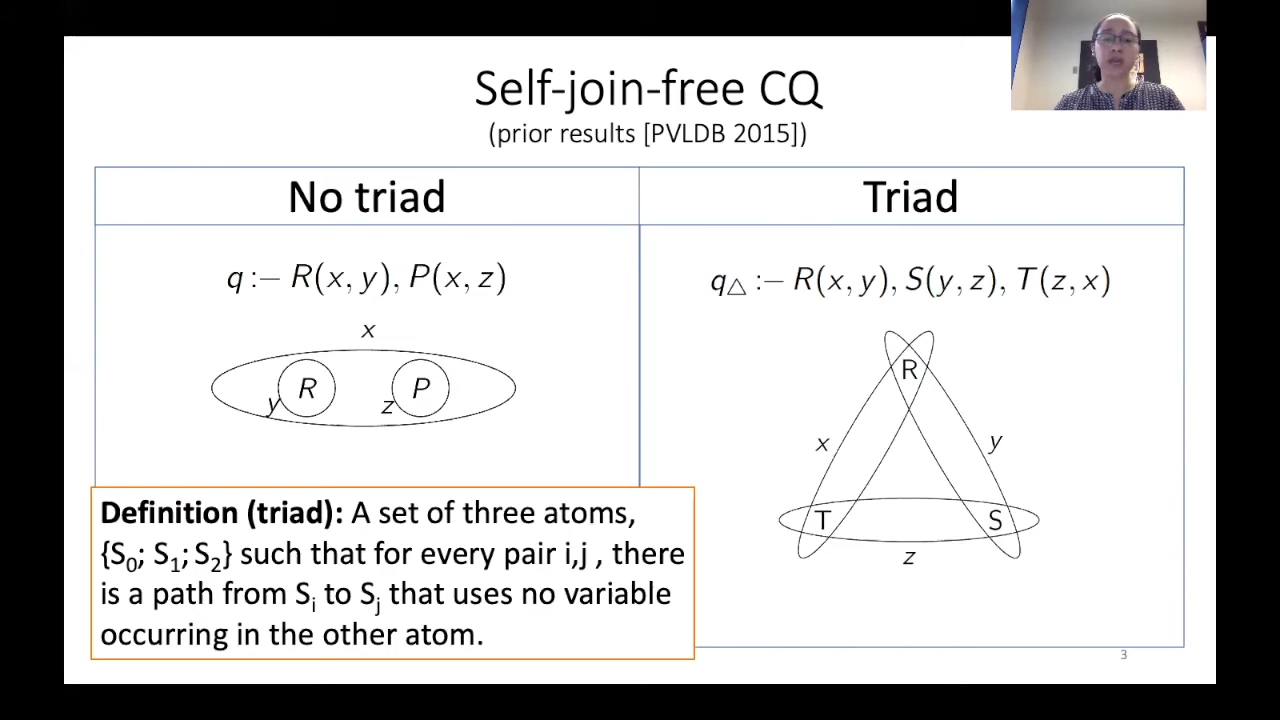 Self-join-free CQ
(prior results [PVLDB 2015])
No triad
Triad
q :− R(x, y), P(x, z)
x
R
P
y
z
q△ :− R(x, y), S(y, z), T(z, x)
R
x
y
T
S
z
Definition (triad): A set of three atoms,
{S₀; S₁; S₂} such that for every pair i,j , there
is a path from Sᵢ to Sⱼ that uses no variable
occurring in the other atom.
3